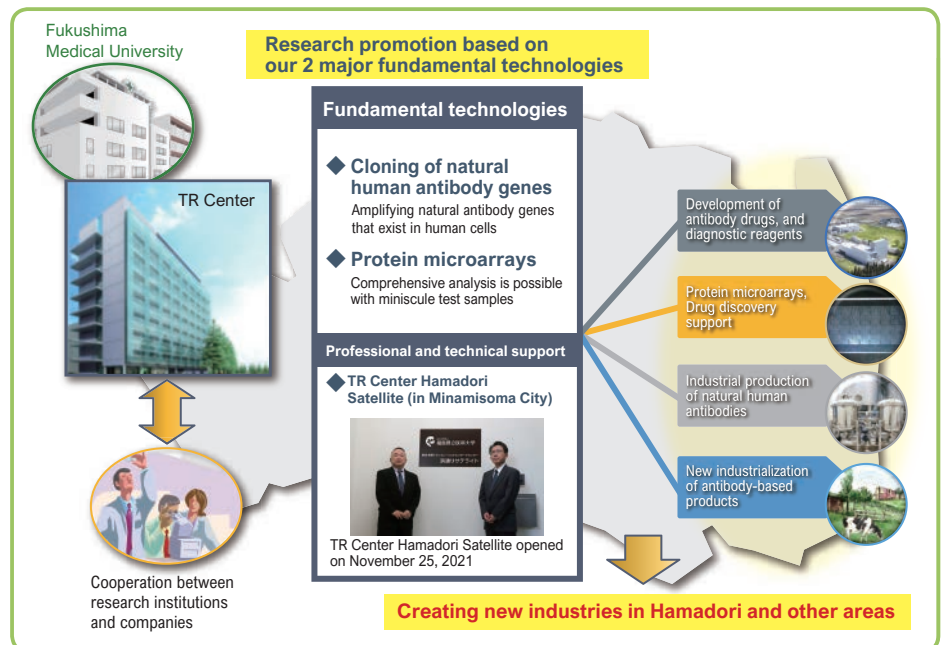 Fukushima
Medical University
Research promotion based on
our 2 major fundamental technologies
TR Center
Fundamental technologies
Cloning of natural
human antibody genes
Amplifying natural antibody genes
that exist in human cells
Protein microarrays
Comprehensive analysis is possible
with miniscule test samples
Professional and technical support
TR Center Hamadori
Satellite (in Minamisoma City)
TR Center Hamadori Satellite opened
on November 25, 2021
Development of
antibody drugs, and
diagnostic reagents
Protein microarrays,
Drug discovery
support
Industrial production
of natural human
antibodies
New industrialization
of antibody-based
products
Cooperation between
research institutions
and companies
Creating new industries in Hamadori and other areas